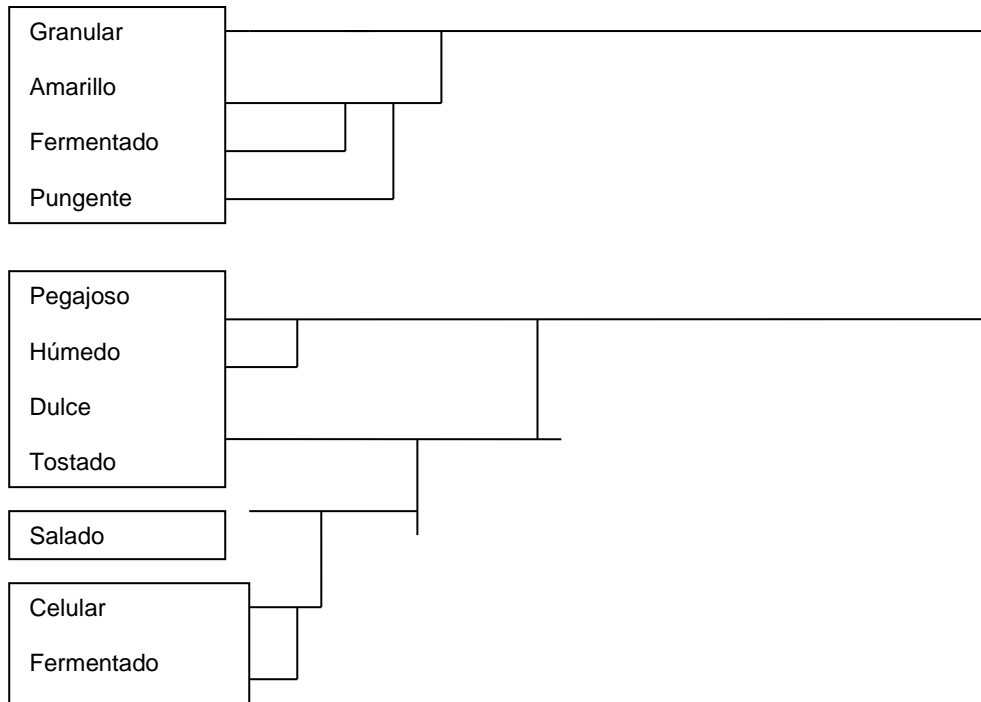 Granular
Amarillo
Fermentado
Pungente
Pegajoso
Húmedo
Dulce
Tostado
Salado
Celular
Fermentado